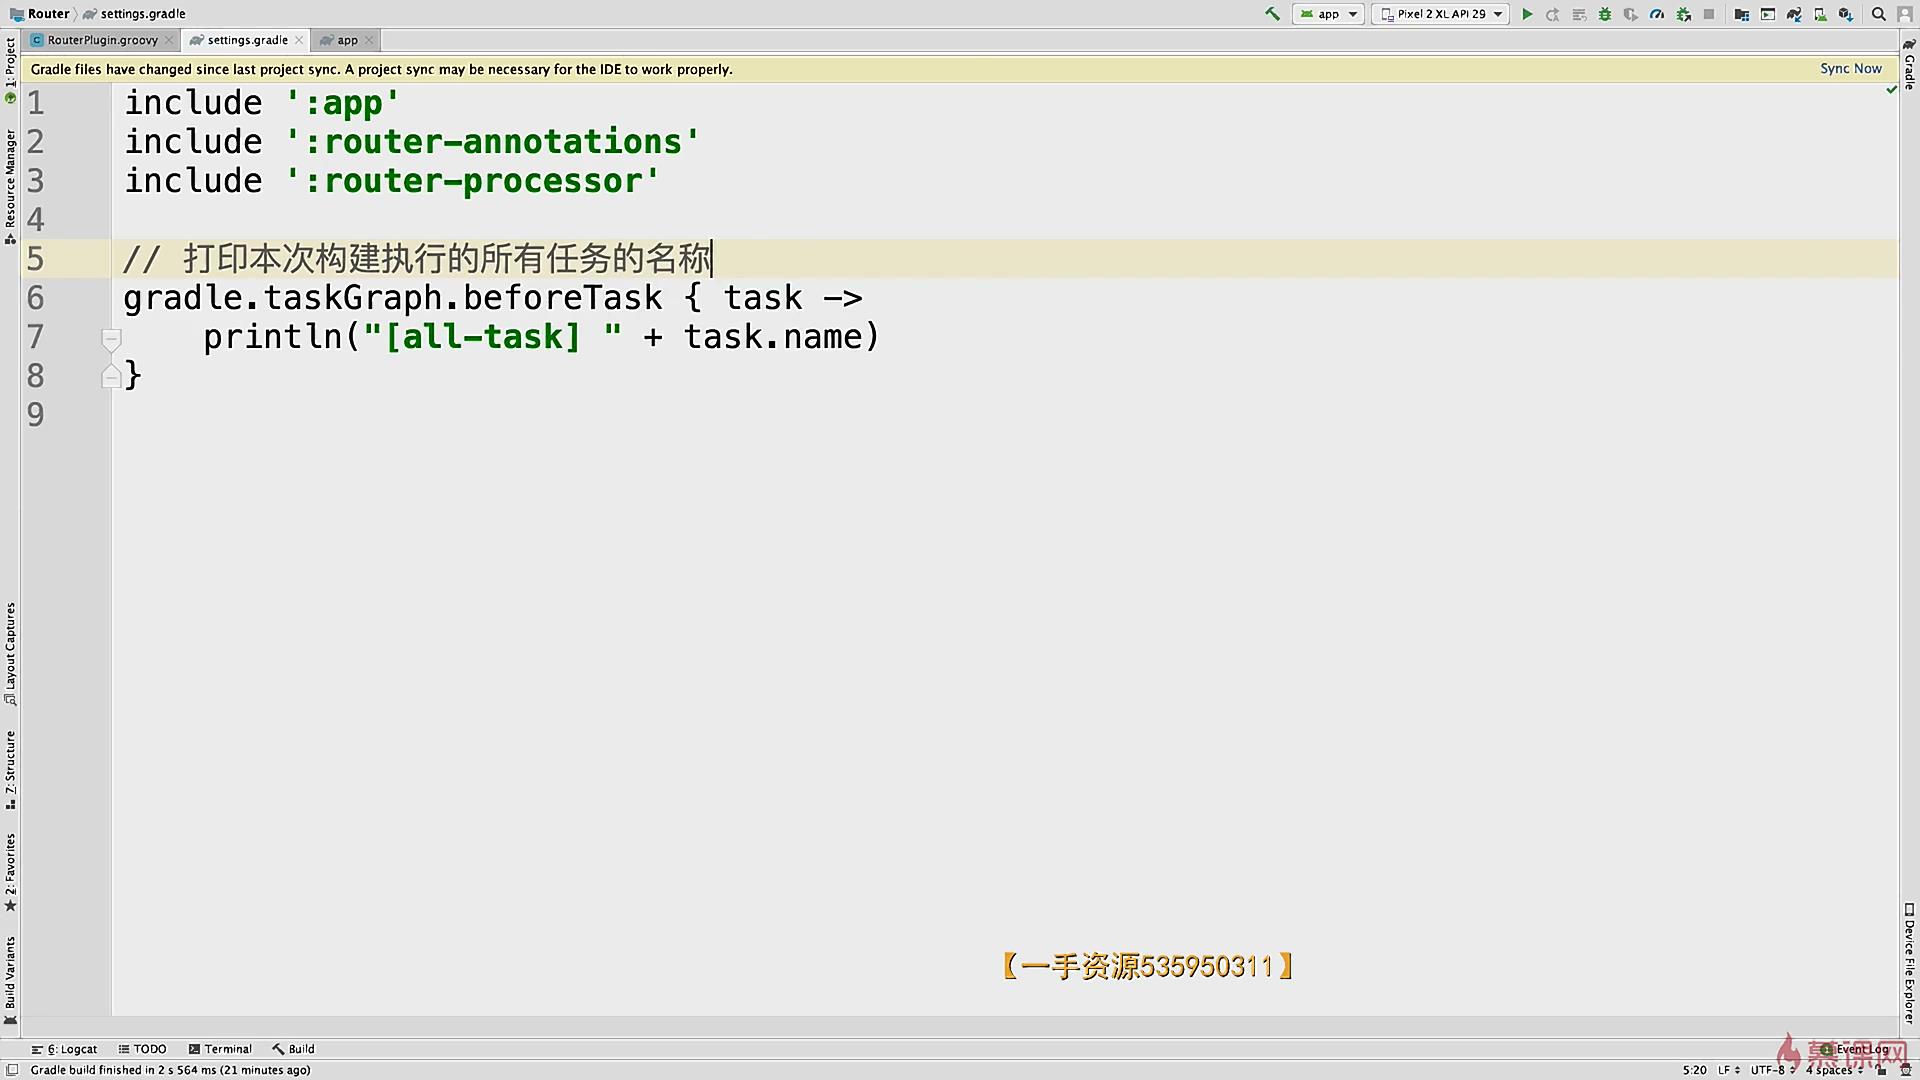 Router settings.gradle app Pixel 2 XL API 29
RouterPlugin.groovy settings.gradle app
Gradle files have changed since last project sync. A project sync may be necessary for the IDE to work properly. Sync Now
1 include ':app'
2 include ':router-annotations'
3 include ':router-processor'
4
5 // 打印本次构建执行的所有任务的名称
6 gradle.taskGraph.beforeTask { task ->
7 println("[all-task] " + task.name)
8 }
9
1: Project
Resource Manager
Layout Captures
7: Structure
2: Favorites
Build Variants
Gradle
Device File Explorer
【一手资源535950311】
6: Logcat TODO Terminal Build Event Log
慕课网
Gradle build finished in 2 s 564 ms (21 minutes ago) 5:20 LF UTF-8 4 spaces